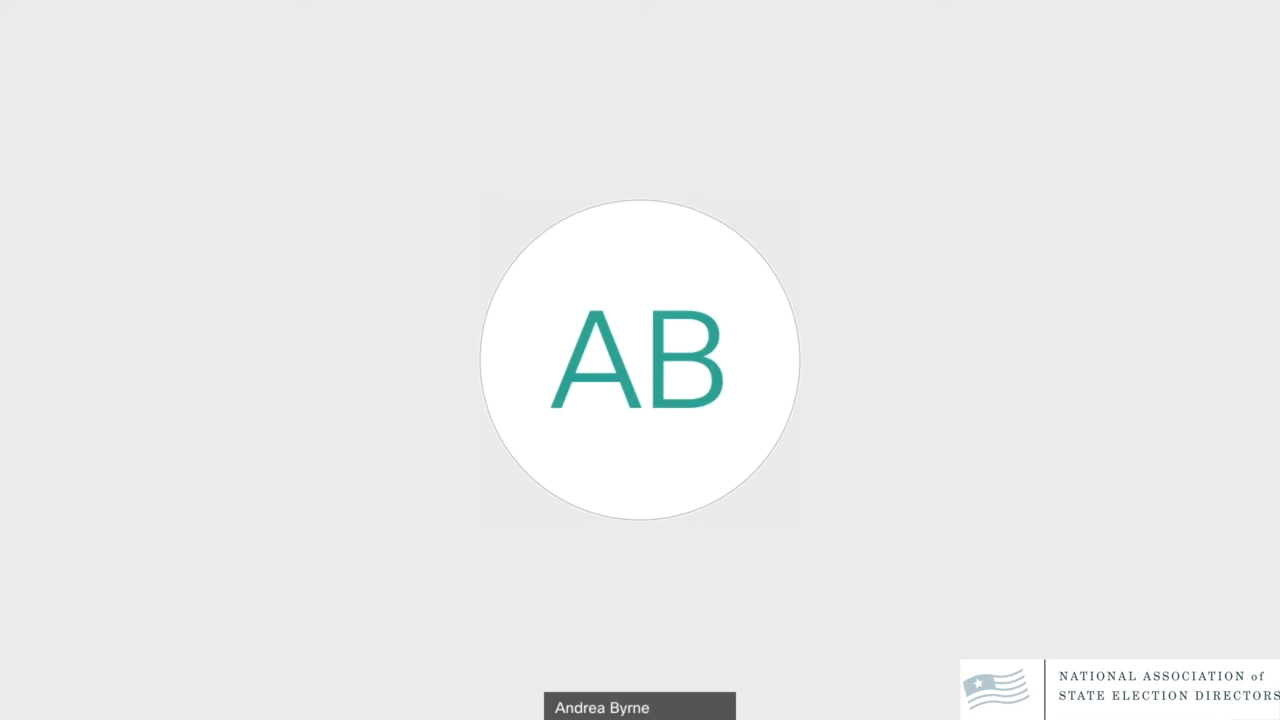 AB
NATIONAL ASSOCIATION of
STATE ELECTION DIRECTORS
Andrea Byrne